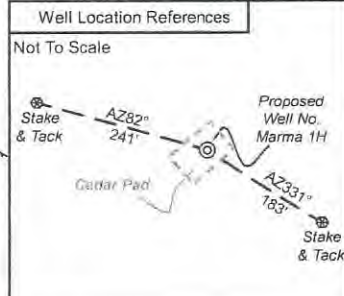 Well Location References
Not To Scale
Stake
& Tack
AZ82°
241'
Proposed
Well No.
Marma 1H
Cedar Pad
AZ331°
183'
Stake
& Tack